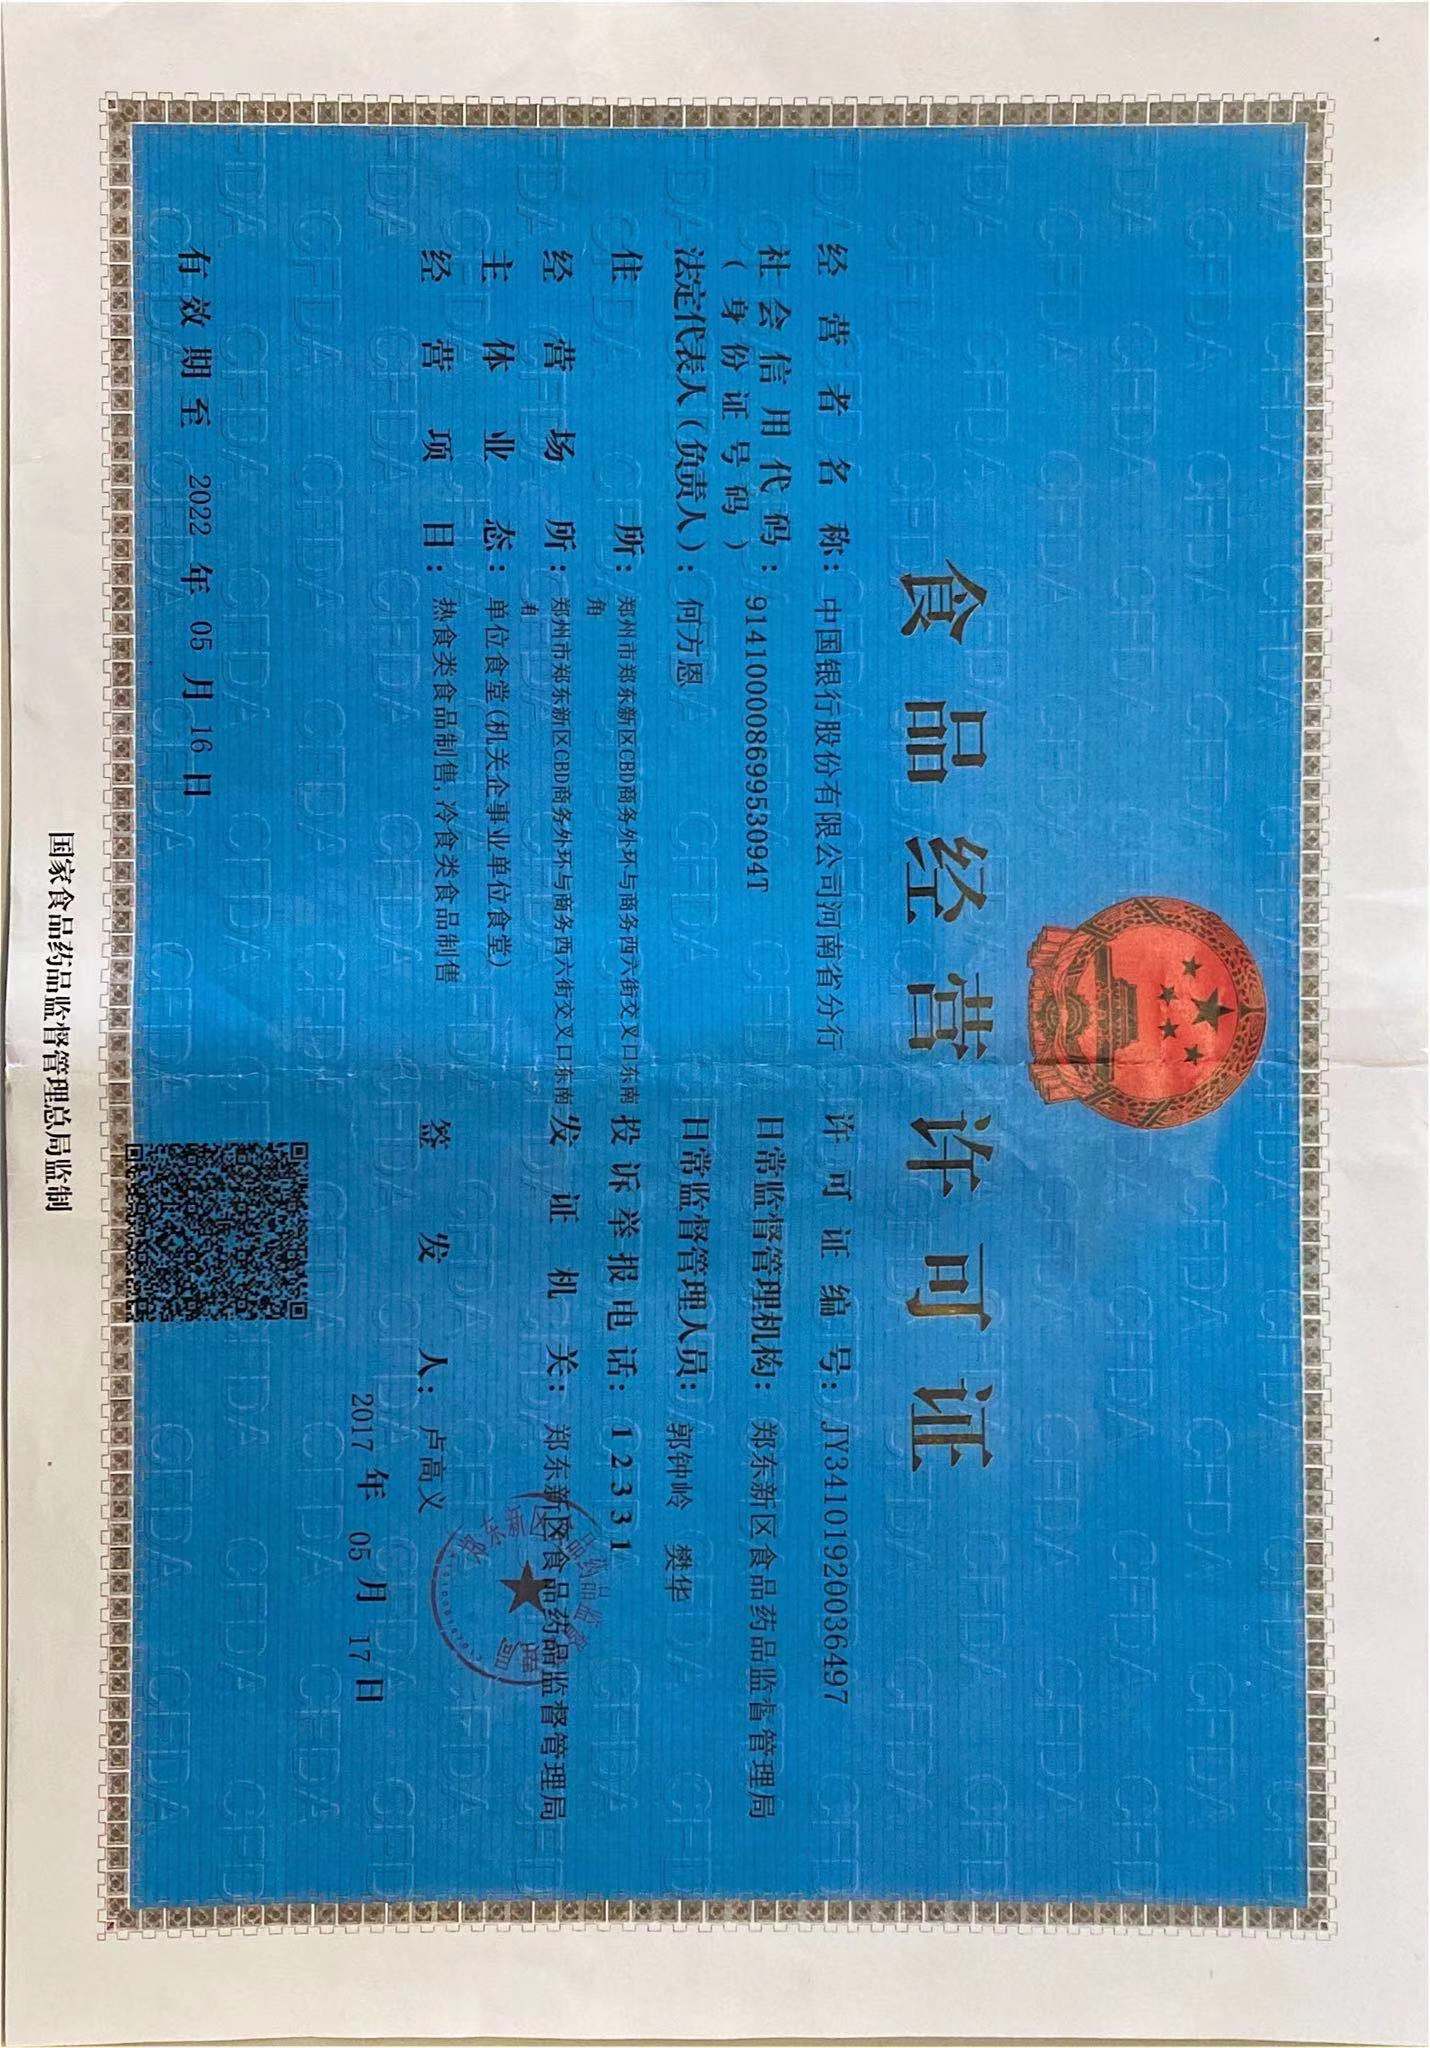 食品经营许可证
经营者名称：中国银行股份有限公司河南省分行
社会信用代码：91410000869953094T
（身份证号码）
法定代表人（负责人）：何方恩
住所：郑州市郑东新区CBD商务外环与商务西六街交叉口东南
角
经营场所：郑州市郑东新区CBD商务外环与商务西六街交叉口东南
角
主体业态：单位食堂(机关企事业单位食堂)
经营项目：热食类食品制售,冷食类食品制售
许可证编号：JY34101920036497
日常监督管理机构：郑东新区食品药品监督管理局
日常监督管理人员：郭钟岭 樊华
投诉举报电话：12331
发证机关：郑东新区食品药品监督管理局
签发人：卢高义
2017 年 05 月 17 日
有效期至 2022 年 05 月 16 日
国家食品药品监督管理总局监制